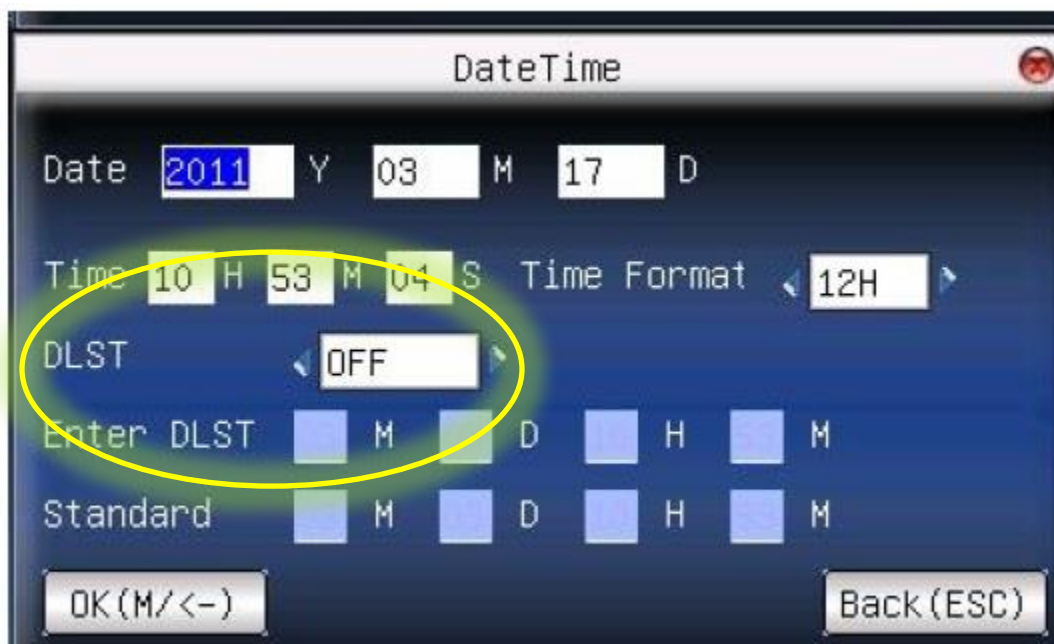 DateTime
Date 2011 Y 03 M 17 D
Time 10 H 53 M 04 S Time Format 12H
DLST OFF
Enter DLST M D H M
Standard M D H M
OK(M/<-) Back(ESC)